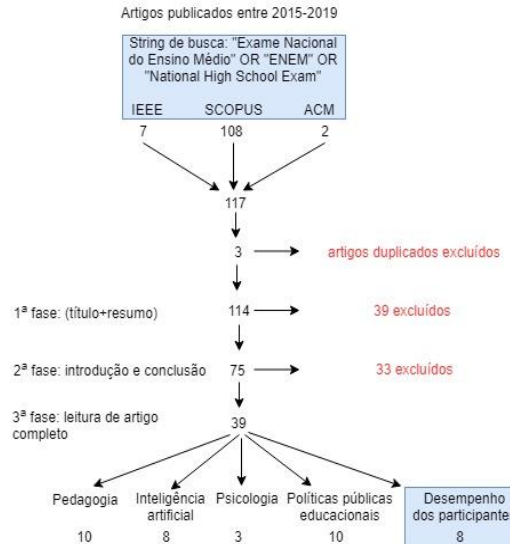 Artigos publicados entre 2015-2019
String de busca: "Exame Nacional
do Ensino Médio" OR "ENEM" OR
"National High School Exam"
IEEE SCOPUS ACM
7 108 2
117
3 artigos duplicados excluídos
1ª fase: (título+resumo) 114 39 excluídos
2ª fase: introdução e conclusão 75 33 excluídos
3ª fase: leitura de artigo
completo
39
Pedagogia Inteligência Psicologia Políticas públicas Desempenho
artificial educacionais dos participantes
10 8 3 10 8